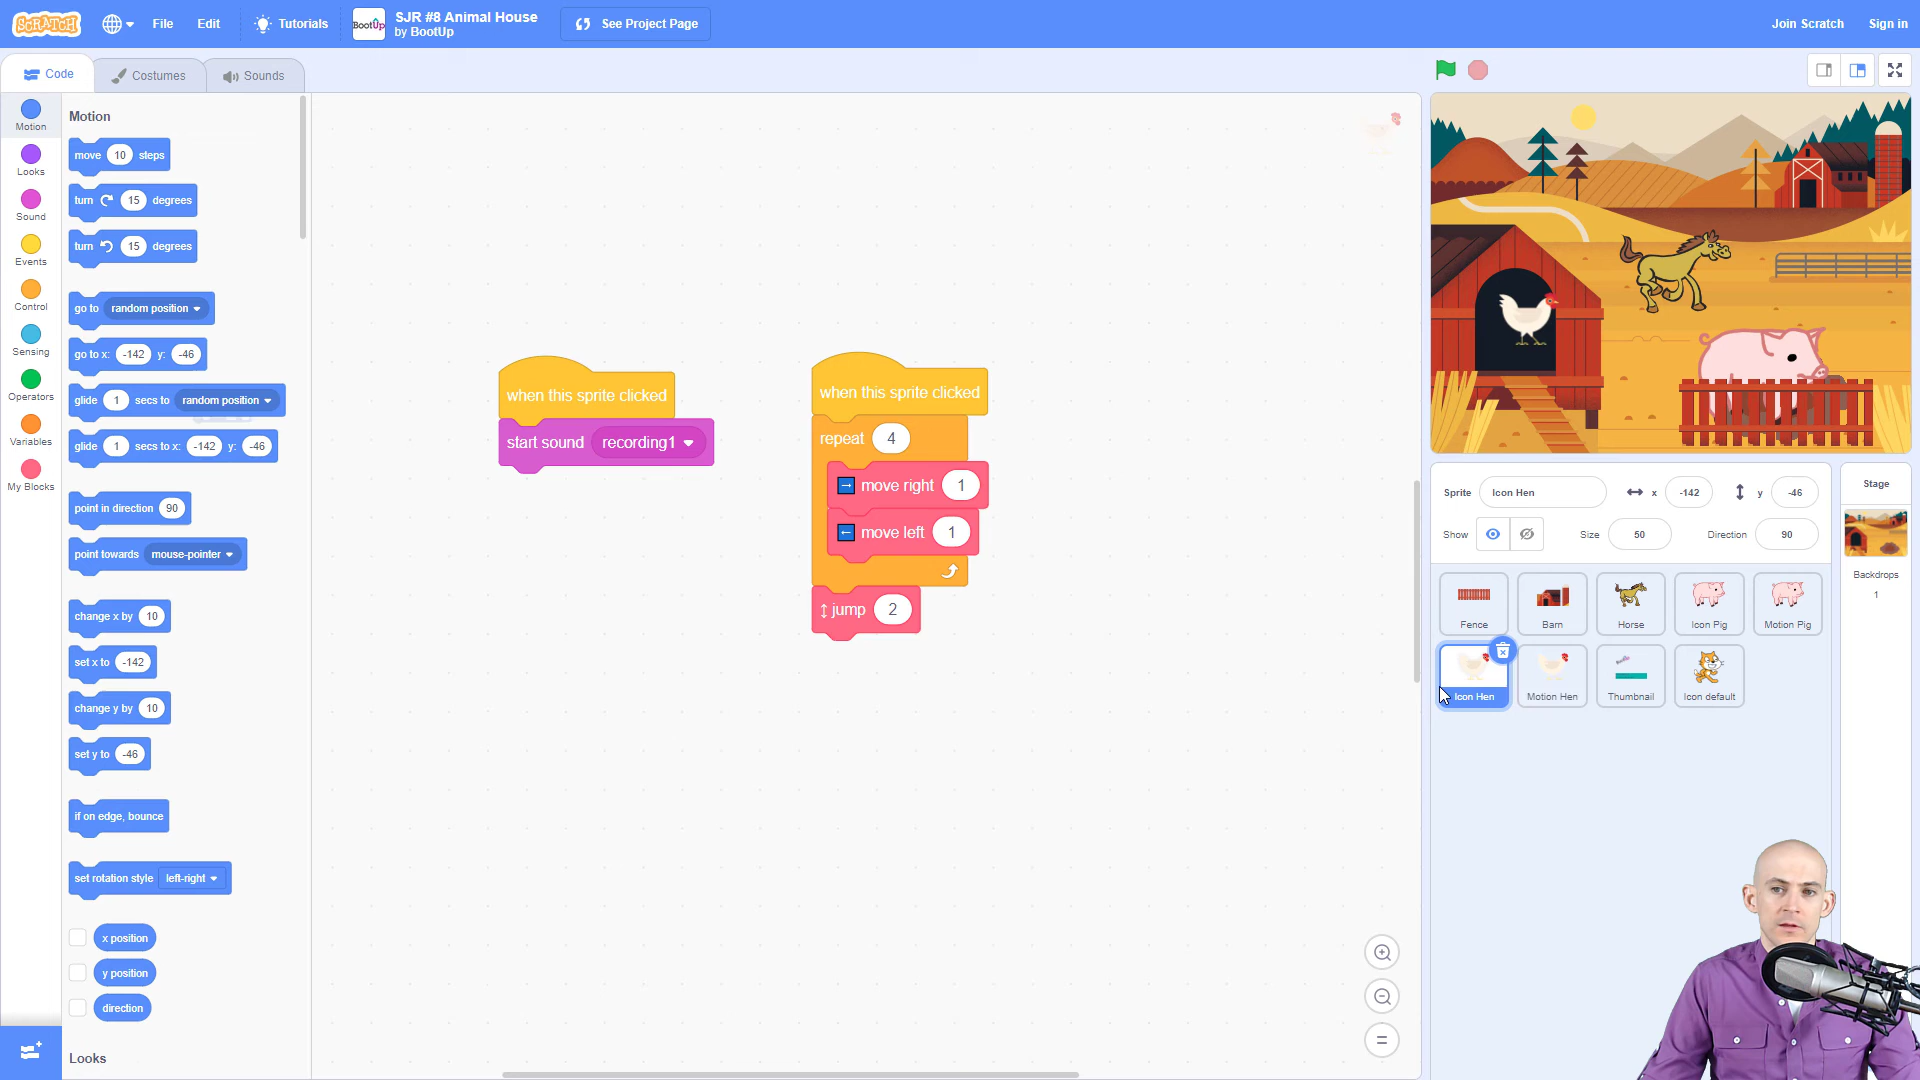 SCRATCH
File
Edit
Tutorials
BootUp
SJR #8 Animal House
by BootUp
See Project Page
Join Scratch
Sign in
Code
Costumes
Sounds
Motion
Looks
Sound
Events
Control
Sensing
Operators
Variables
My Blocks
Motion
move 10 steps
turn 15 degrees
turn 15 degrees
go to random position
go to x: -142 y: -46
glide 1 secs to random position
glide 1 secs to x: -142 y: -46
point in direction 90
point towards mouse-pointer
change x by 10
set x to -142
change y by 10
set y to -46
if on edge, bounce
set rotation style left-right
x position
y position
direction
Looks
when this sprite clicked
start sound recording1
when this sprite clicked
repeat 4
move right 1
move left 1
jump 2
Sprite Icon Hen x -142 y -46
Show Size 50 Direction 90
Fence
Barn
Horse
Icon Pig
Motion Pig
Icon Hen
Motion Hen
Thumbnail
Icon default
Stage
Backdrops
1